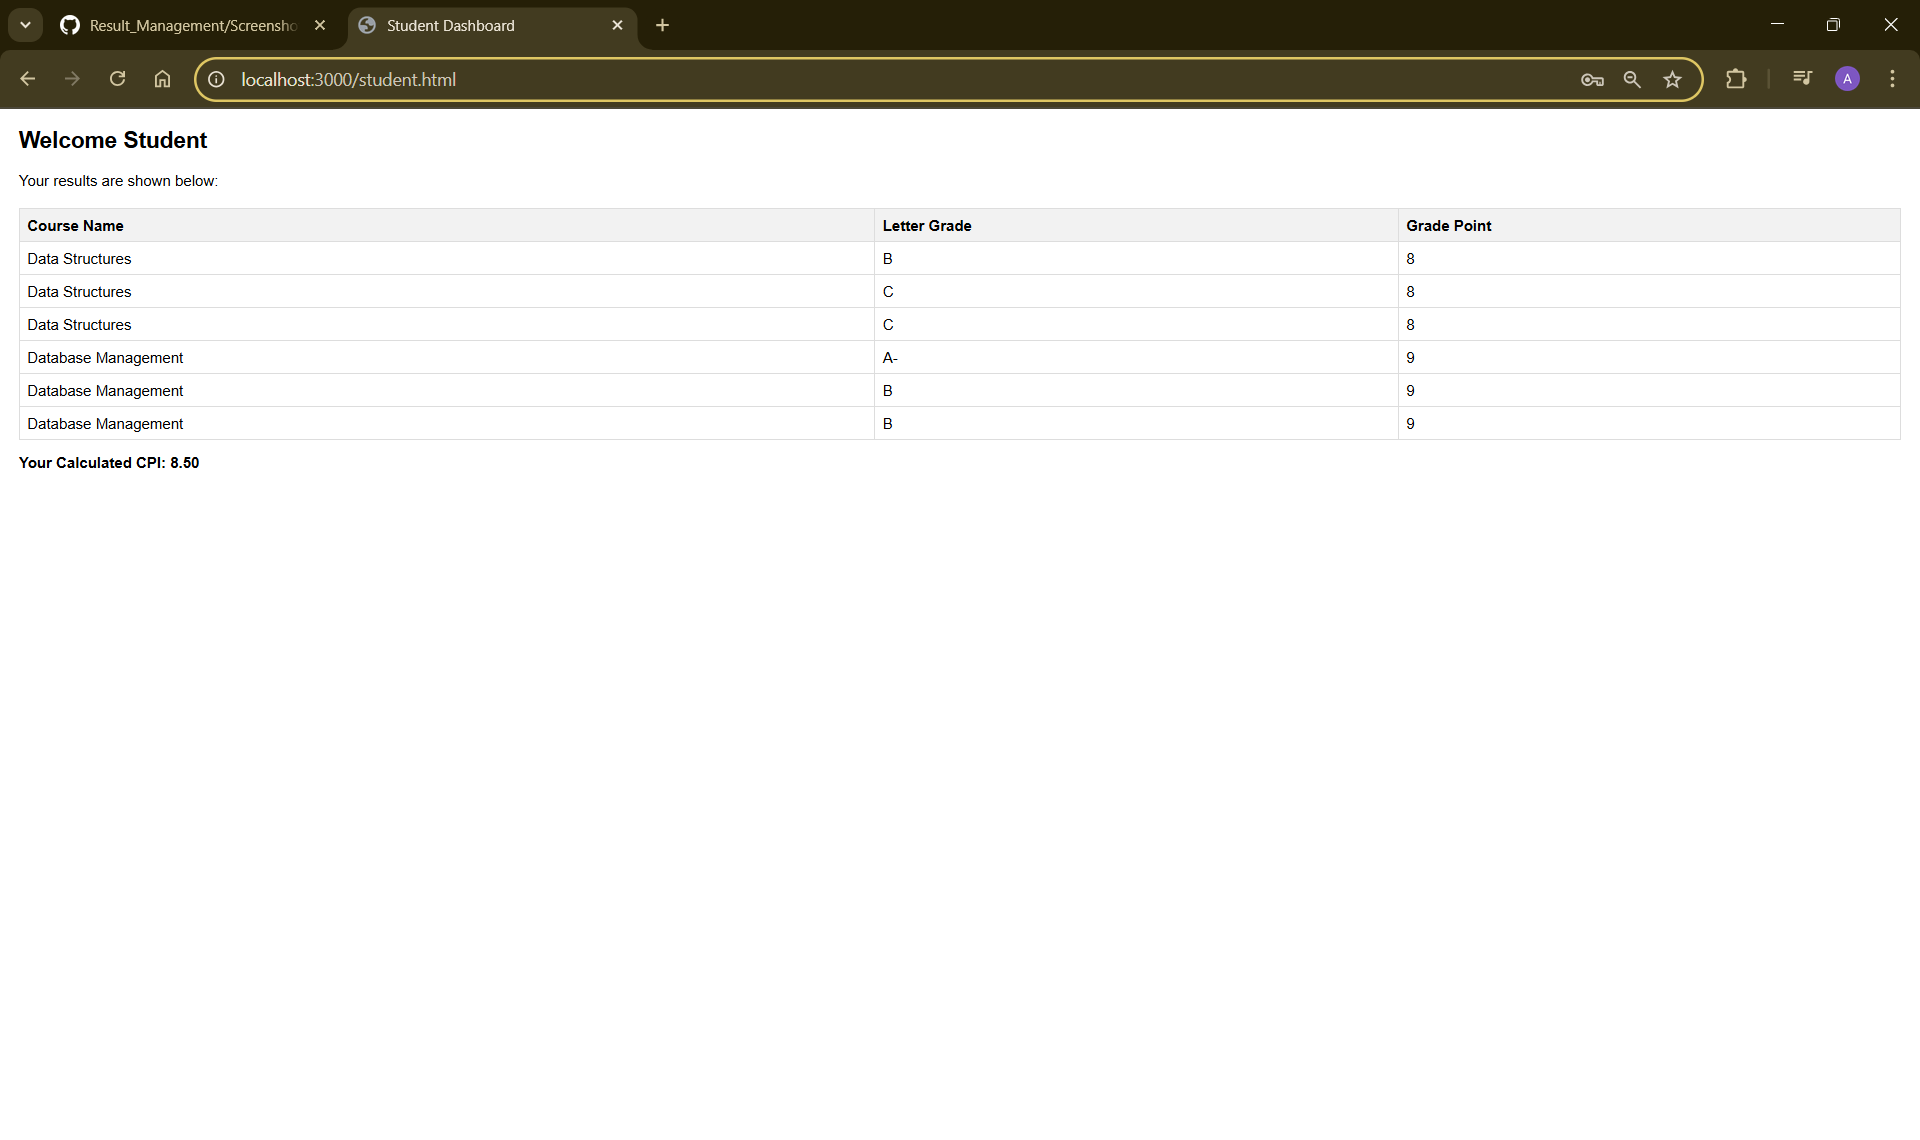 Result_Management/Screensho
Student Dashboard
localhost:3000/student.html
A
Welcome Student
Your results are shown below:
Course Name Letter Grade Grade Point
Data Structures B 8
Data Structures C 8
Data Structures C 8
Database Management A- 9
Database Management B 9
Database Management B 9
Your Calculated CPI: 8.50